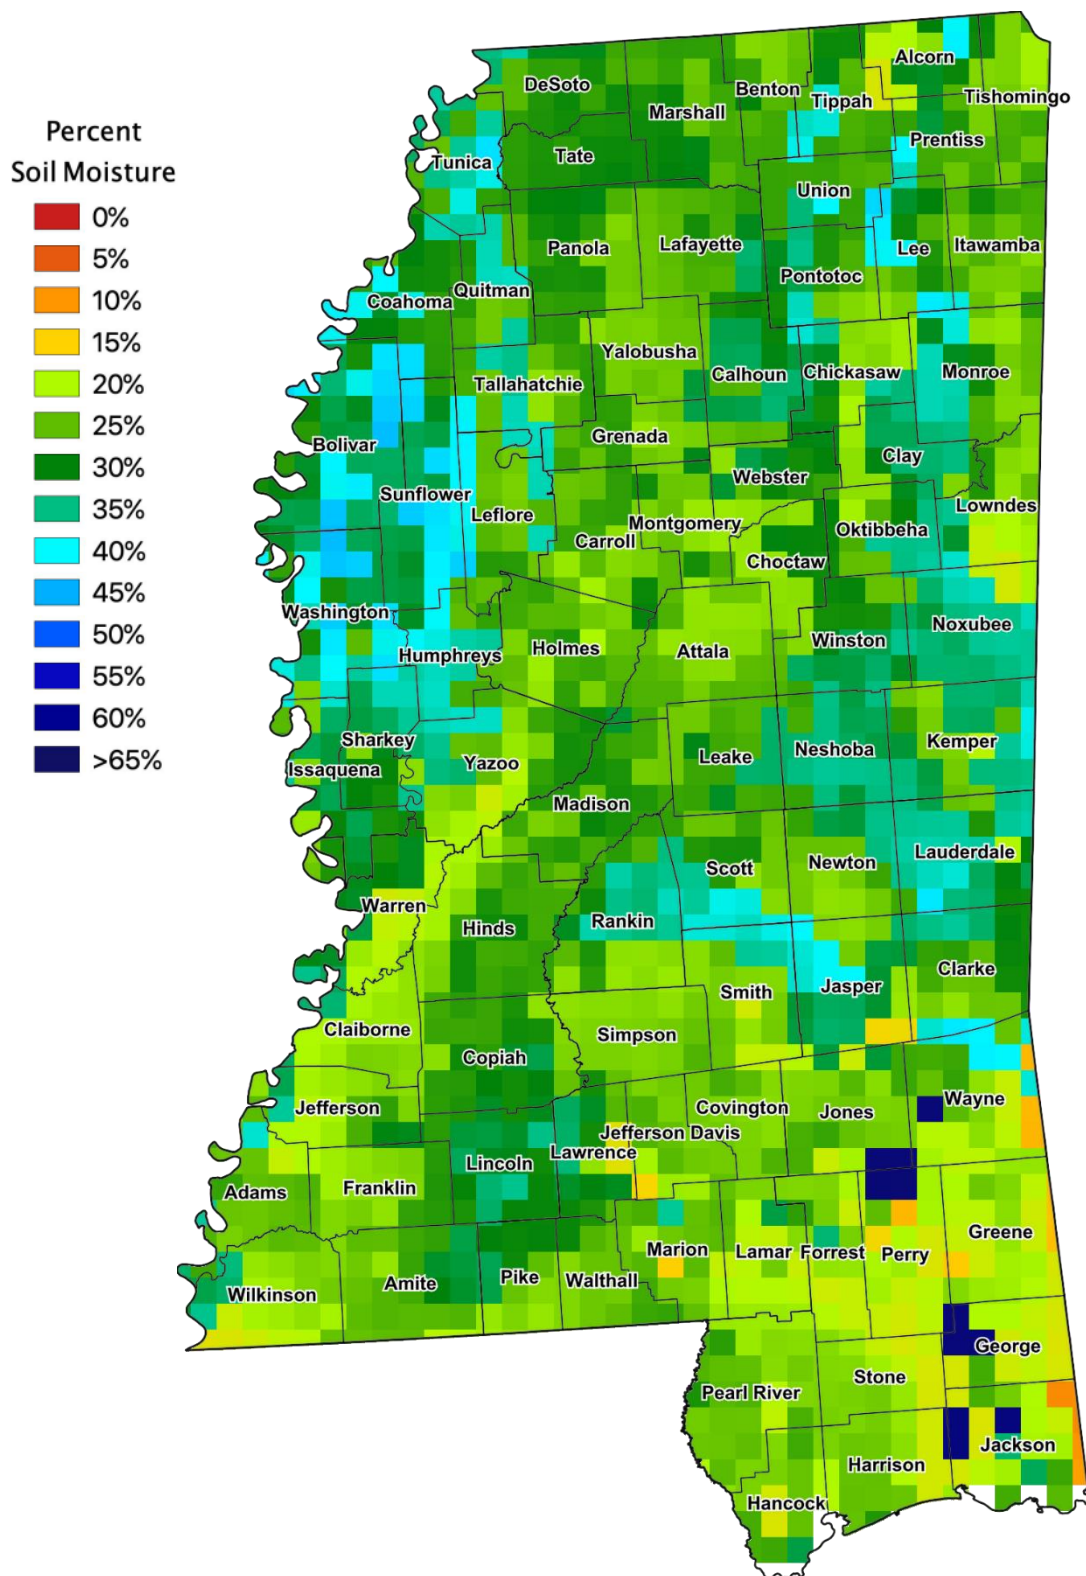 Percent
Soil Moisture
0%
5%
10%
15%
20%
25%
30%
35%
40%
45%
50%
55%
60%
>65%
Alcorn
DeSoto
Benton
Tippah
Tishomingo
Marshall
Prentiss
Tate
Tunica
Union
Panola
Lafayette
Lee
Itawamba
Pontotoc
Quitman
Coahoma
Yalobusha
Calhoun
Chickasaw
Monroe
Tallahatchie
Grenada
Bolivar
Clay
Webster
Sunflower
Lowndes
Leflore
Montgomery
Oktibbeha
Carroll
Choctaw
Washington
Noxubee
Winston
Holmes
Attala
Humphreys
Sharkey
Kemper
Neshoba
Leake
Yazoo
Issaquena
Madison
Lauderdale
Newton
Scott
Warren
Rankin
Hinds
Clarke
Jasper
Smith
Claiborne
Simpson
Copiah
Wayne
Jefferson
Covington
Jones
Jefferson Davis
Lawrence
Lincoln
Franklin
Adams
Greene
Marion
Lamar
Forrest
Perry
Pike
Walthall
Amite
Wilkinson
George
Stone
Pearl River
Jackson
Harrison
Hancock